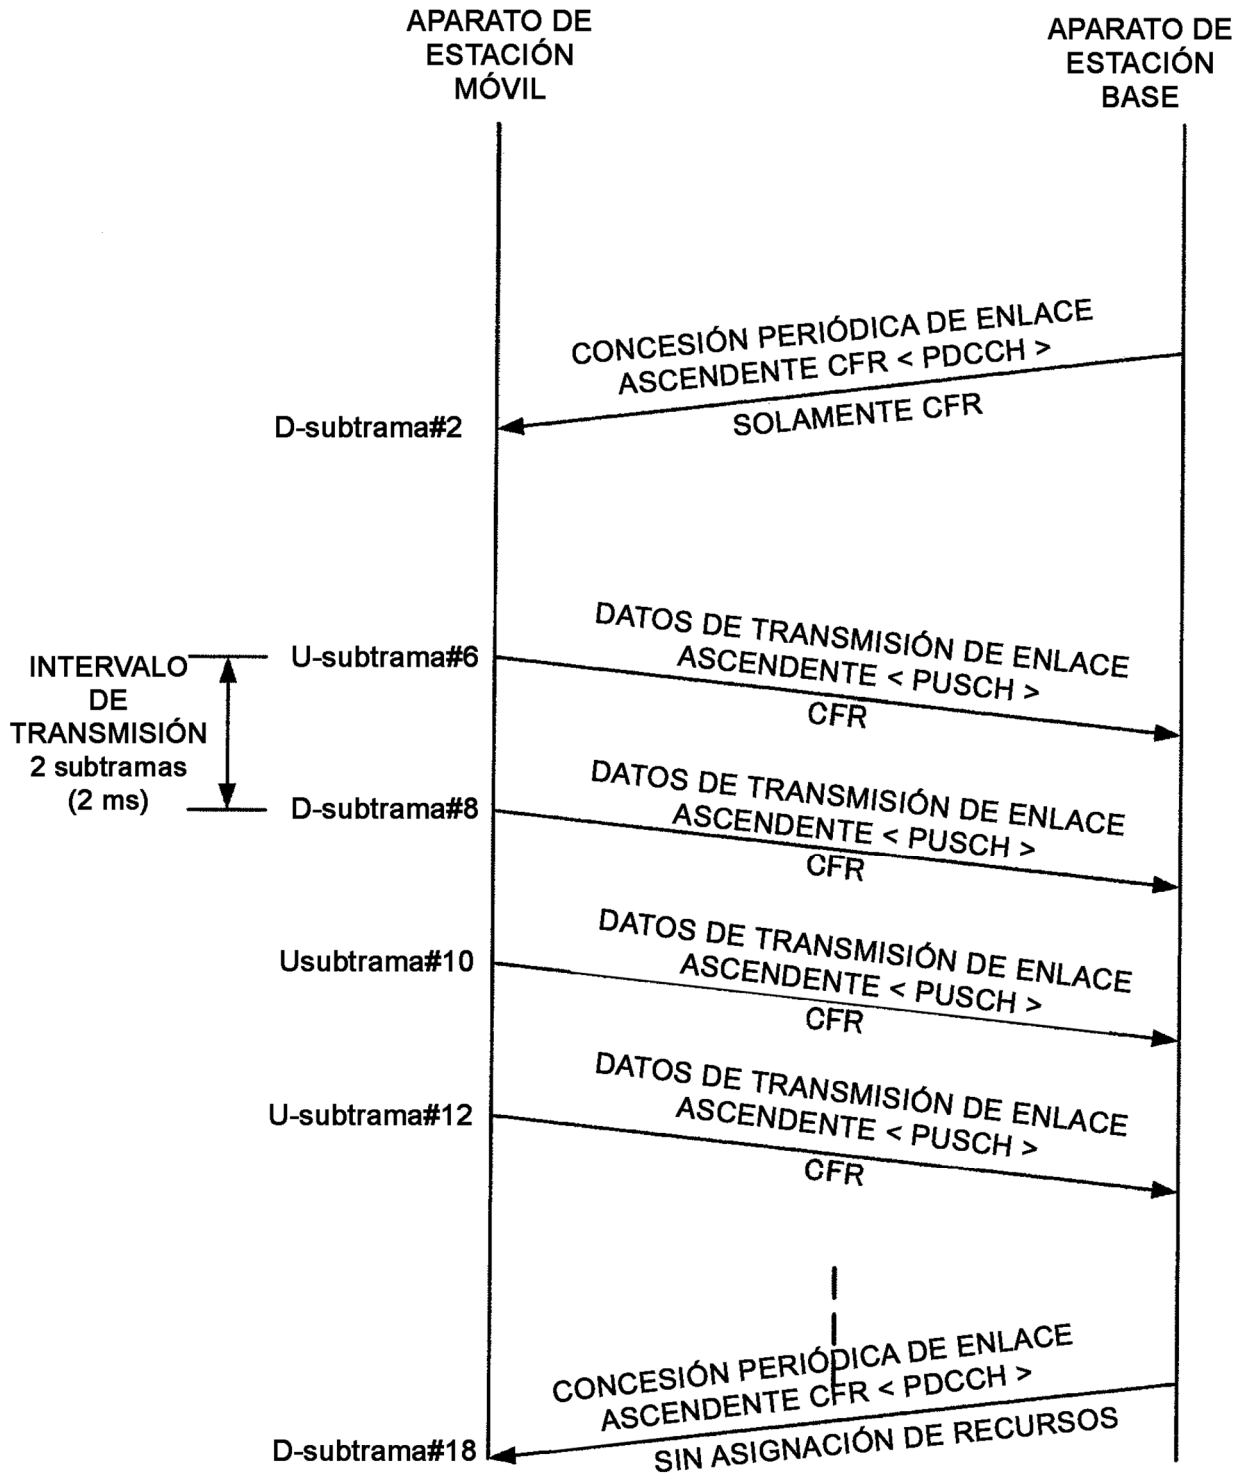 APARATO DE
ESTACIÓN
MÓVIL
APARATO DE
ESTACIÓN
BASE
CONCESIÓN PERIÓDICA DE ENLACE
ASCENDENTE CFR < PDCCH >
SOLAMENTE CFR
D-subtrama#2
DATOS DE TRANSMISIÓN DE ENLACE
ASCENDENTE < PUSCH >
CFR
U-subtrama#6
INTERVALO
DE
TRANSMISIÓN
2 subtramas
(2 ms)
DATOS DE TRANSMISIÓN DE ENLACE
ASCENDENTE < PUSCH >
CFR
D-subtrama#8
DATOS DE TRANSMISIÓN DE ENLACE
ASCENDENTE < PUSCH >
CFR
Usubtrama#10
DATOS DE TRANSMISIÓN DE ENLACE
ASCENDENTE < PUSCH >
CFR
U-subtrama#12
CONCESIÓN PERIÓDICA DE ENLACE
ASCENDENTE CFR < PDCCH >
SIN ASIGNACIÓN DE RECURSOS
D-subtrama#18